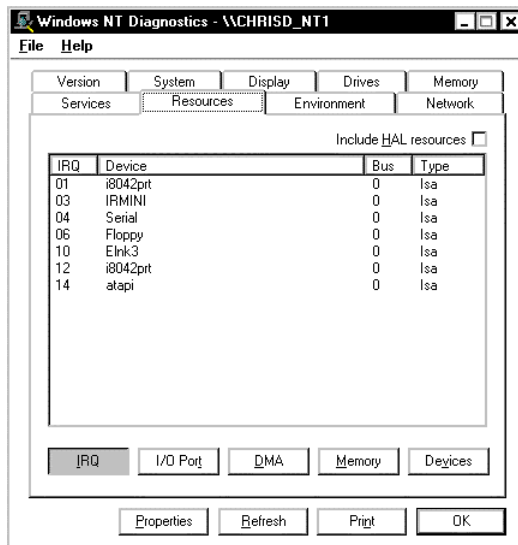 Windows NT Diagnostics - \\CHRISD_NT1
File Help
Version System Display Drives Memory
Services Resources Environment Network
Include HAL resources
IRQ Device Bus Type
01 i8042prt 0 Isa
03 IRMINI 0 Isa
04 Serial 0 Isa
06 Floppy 0 Isa
10 Elnk3 0 Isa
12 i8042prt 0 Isa
14 atapi 0 Isa
IRQ I/O Port DMA Memory Devices
Properties Refresh Print OK